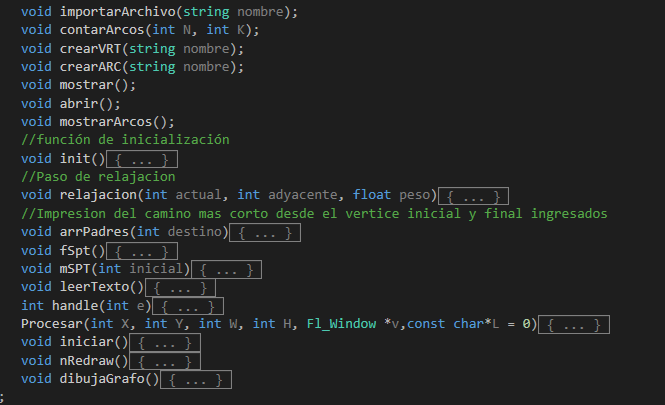 void importarArchivo(string nombre);
void contarArcos(int N, int K);
void crearVRT(string nombre);
void crearARC(string nombre);
void mostrar();
void abrir();
void mostrarArcos();
//función de inicialización
void init(){ ... }
//Paso de relajacion
void relajacion(int actual, int adyacente, float peso){ ... }
//Impresion del camino mas corto desde el vertice inicial y final ingresados
void arrPadres(int destino){ ... }
void fSpt(){ ... }
void mSPT(int inicial){ ... }
void leerTexto(){ ... }
int handle(int e){ ... }
Procesar(int X, int Y, int W, int H, Fl_Window *v,const char*L = 0){ ... }
void iniciar(){ ... }
void nRedraw(){ ... }
void dibujaGrafo(){ ... }
;